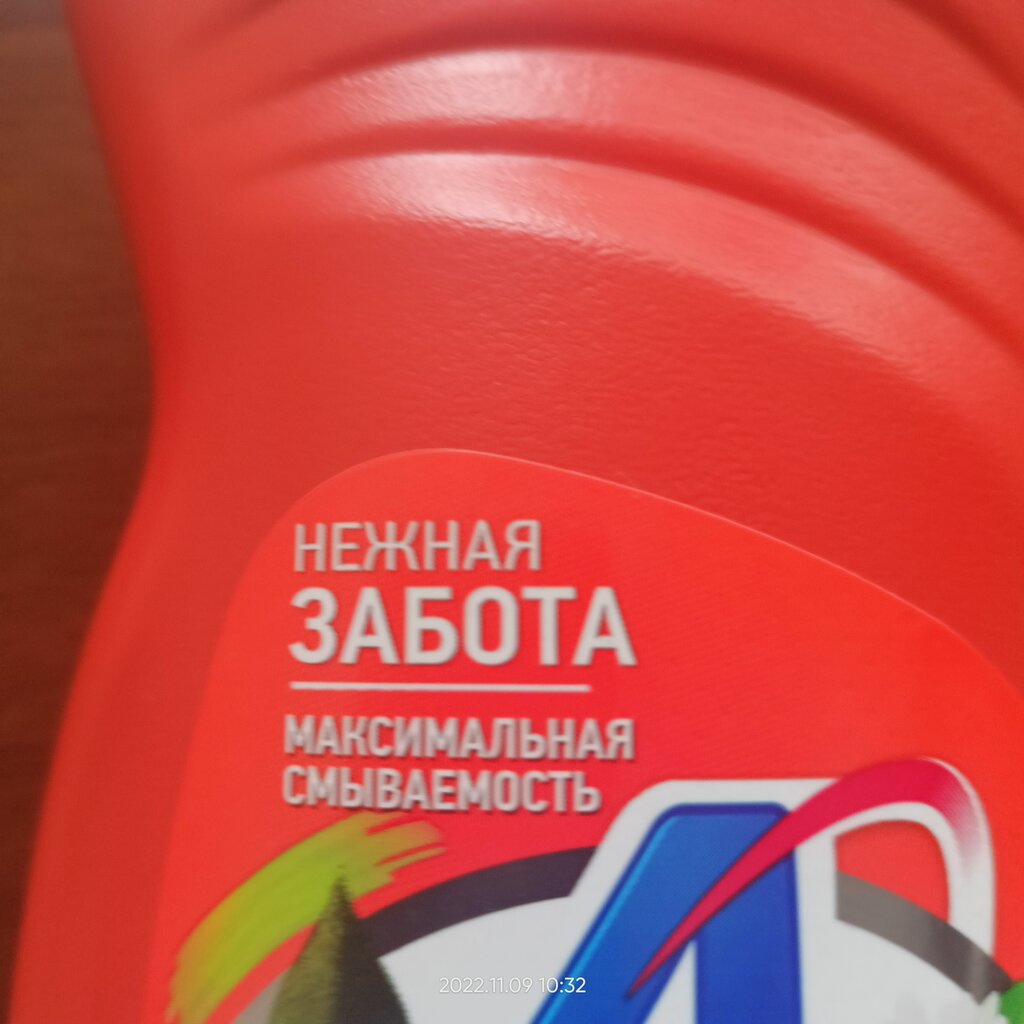 НЕЖНАЯ
ЗАБОТА
МАКСИМАЛЬНАЯ
СМЫВАЕМОСТЬ
2022.11.09 10:32